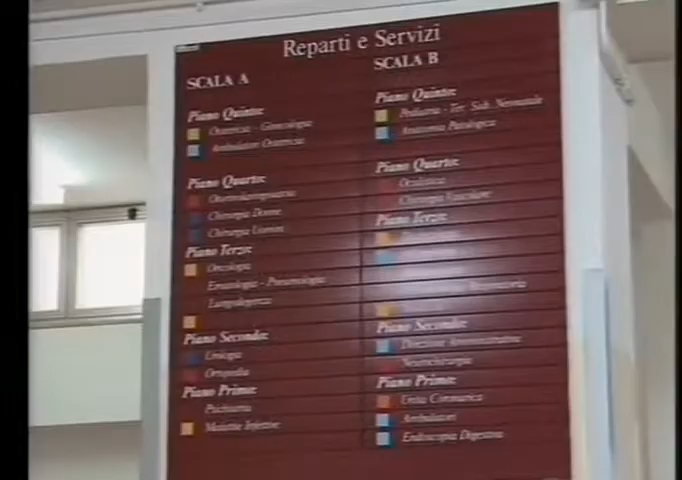 Reparti e Servizi
SCALA A
Piano Quinto:
Ostetricia - Ginecologia
Ambulatori Ostetricia
Piano Quarto:
Otorinolaringoiatria
Chirurgia Donne
Chirurgia Uomini
Piano Terzo:
Oncologia
Ematologia - Pneumologia
Lungodegenza
Piano Secondo:
Urologia
Ortopedia
Piano Primo:
Psichiatria
Malattie Infettive
SCALA B
Piano Quinto:
Pediatria - Ter. Sub. Neonatale
Anatomia Patologica
Piano Quarto:
Oculistica
Chirurgia Vascolare
Piano Terzo:
Piano Secondo:
Direzione Amministrativa
Neurochirurgia
Piano Primo:
Unita Coronarica
Ambulatori
Endoscopia Digestiva